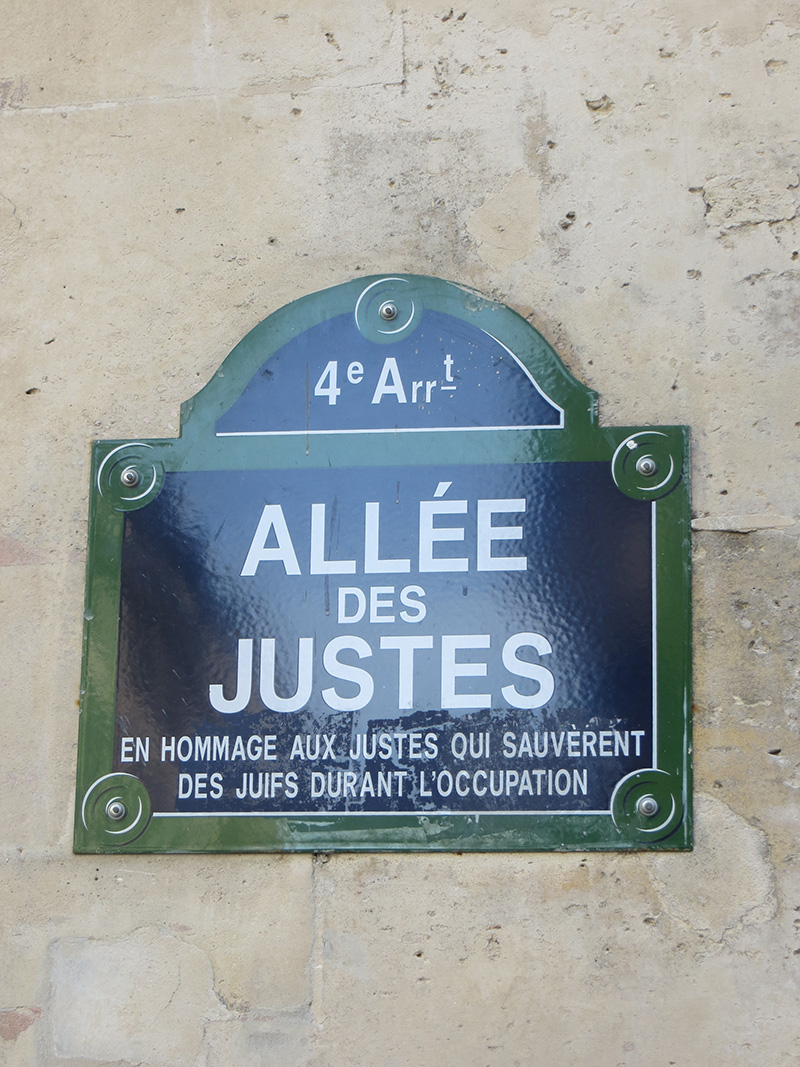 4e Arrt
ALLÉE
DES
JUSTES
EN HOMMAGE AUX JUSTES QUI SAUVÈRENT
DES JUIFS DURANT L'OCCUPATION